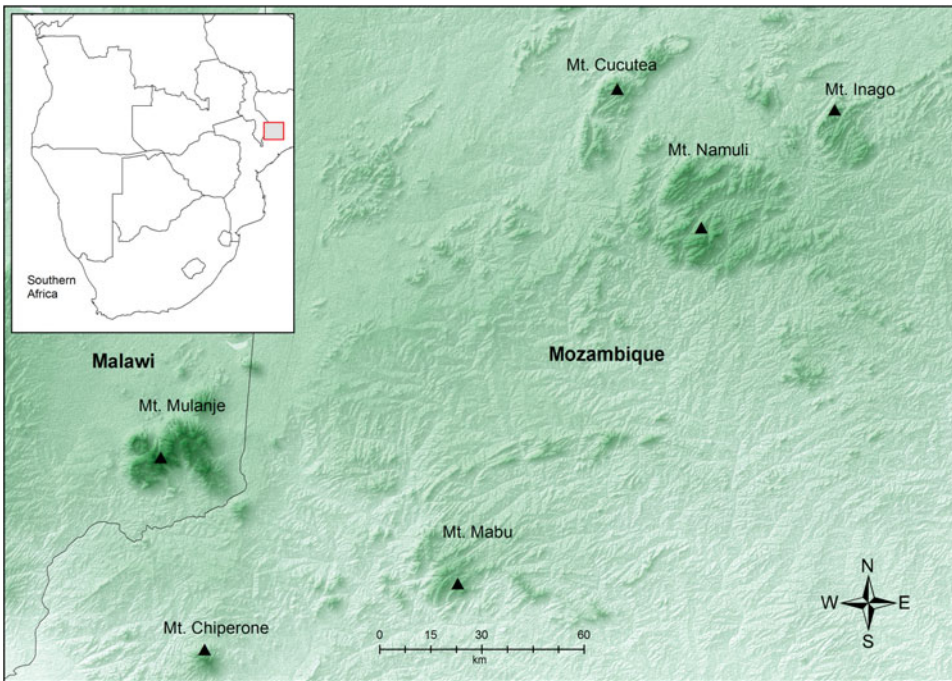 Mt. Cucutea
Mt. Inago
Mt. Namuli
Southern
Africa
Malawi
Mozambique
Mt. Mulanje
Mt. Mabu
Mt. Chiperone
0 15 30 60
km
N
W E
S